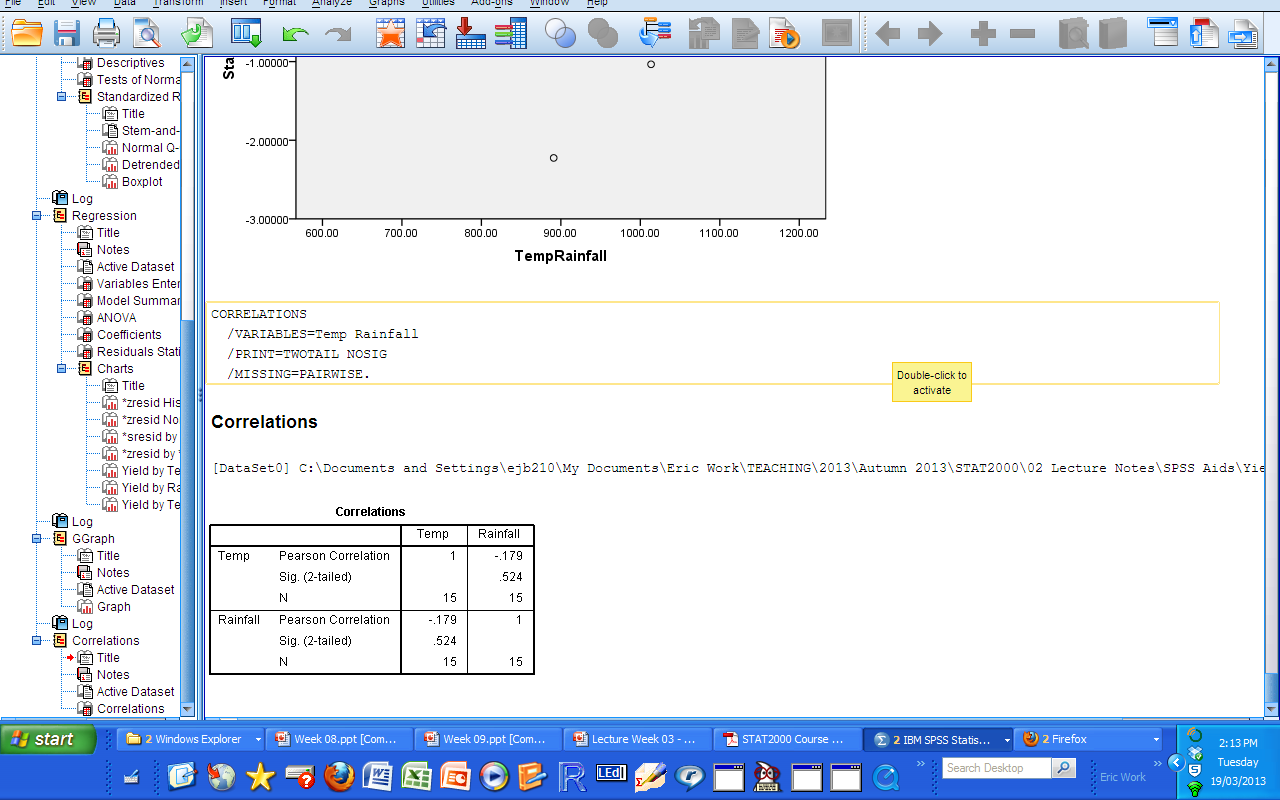 File Edit View Data Transform Insert Format Analyze Graphs Utilities Add-ons Window Help
Descriptives
Tests of Norma
Standardized R
Title
Stem-and-
Normal Q-
Detrended
Boxplot
Log
Regression
Title
Notes
Active Dataset
Variables Enter
Model Summar
ANOVA
Coefficients
Residuals Stati
Charts
Title
*zresid His
*zresid No
*sresid by
*zresid by *
Yield by Te
Yield by Ra
Yield by Te
Log
GGraph
Title
Notes
Active Dataset
Graph
Log
Correlations
Title
Notes
Active Dataset
Correlations
Sta
-1.00000
-2.00000
-3.00000
600.00 700.00 800.00 900.00 1000.00 1100.00 1200.00
TempRainfall
CORRELATIONS
/VARIABLES=Temp Rainfall
/PRINT=TWOTAIL NOSIG
/MISSING=PAIRWISE.
Double-click to
activate
Correlations
[DataSet0] C:\Documents and Settings\ejb210\My Documents\Eric Work\TEACHING\2013\Autumn 2013\STAT2000\02 Lecture Notes\SPSS Aids\Yie
Correlations
Temp Rainfall
Temp Pearson Correlation 1 -.179
Sig. (2-tailed) .524
N 15 15
Rainfall Pearson Correlation -.179 1
Sig. (2-tailed) .524
N 15 15
start 2 Windows Explorer Week 08.ppt [Com... Week 09.ppt [Com... Lecture Week 03 - ... STAT2000 Course ... 2 IBM SPSS Statis... 2 Firefox
LEdI R Search Desktop Eric Work
2:13 PM
Tuesday
19/03/2013